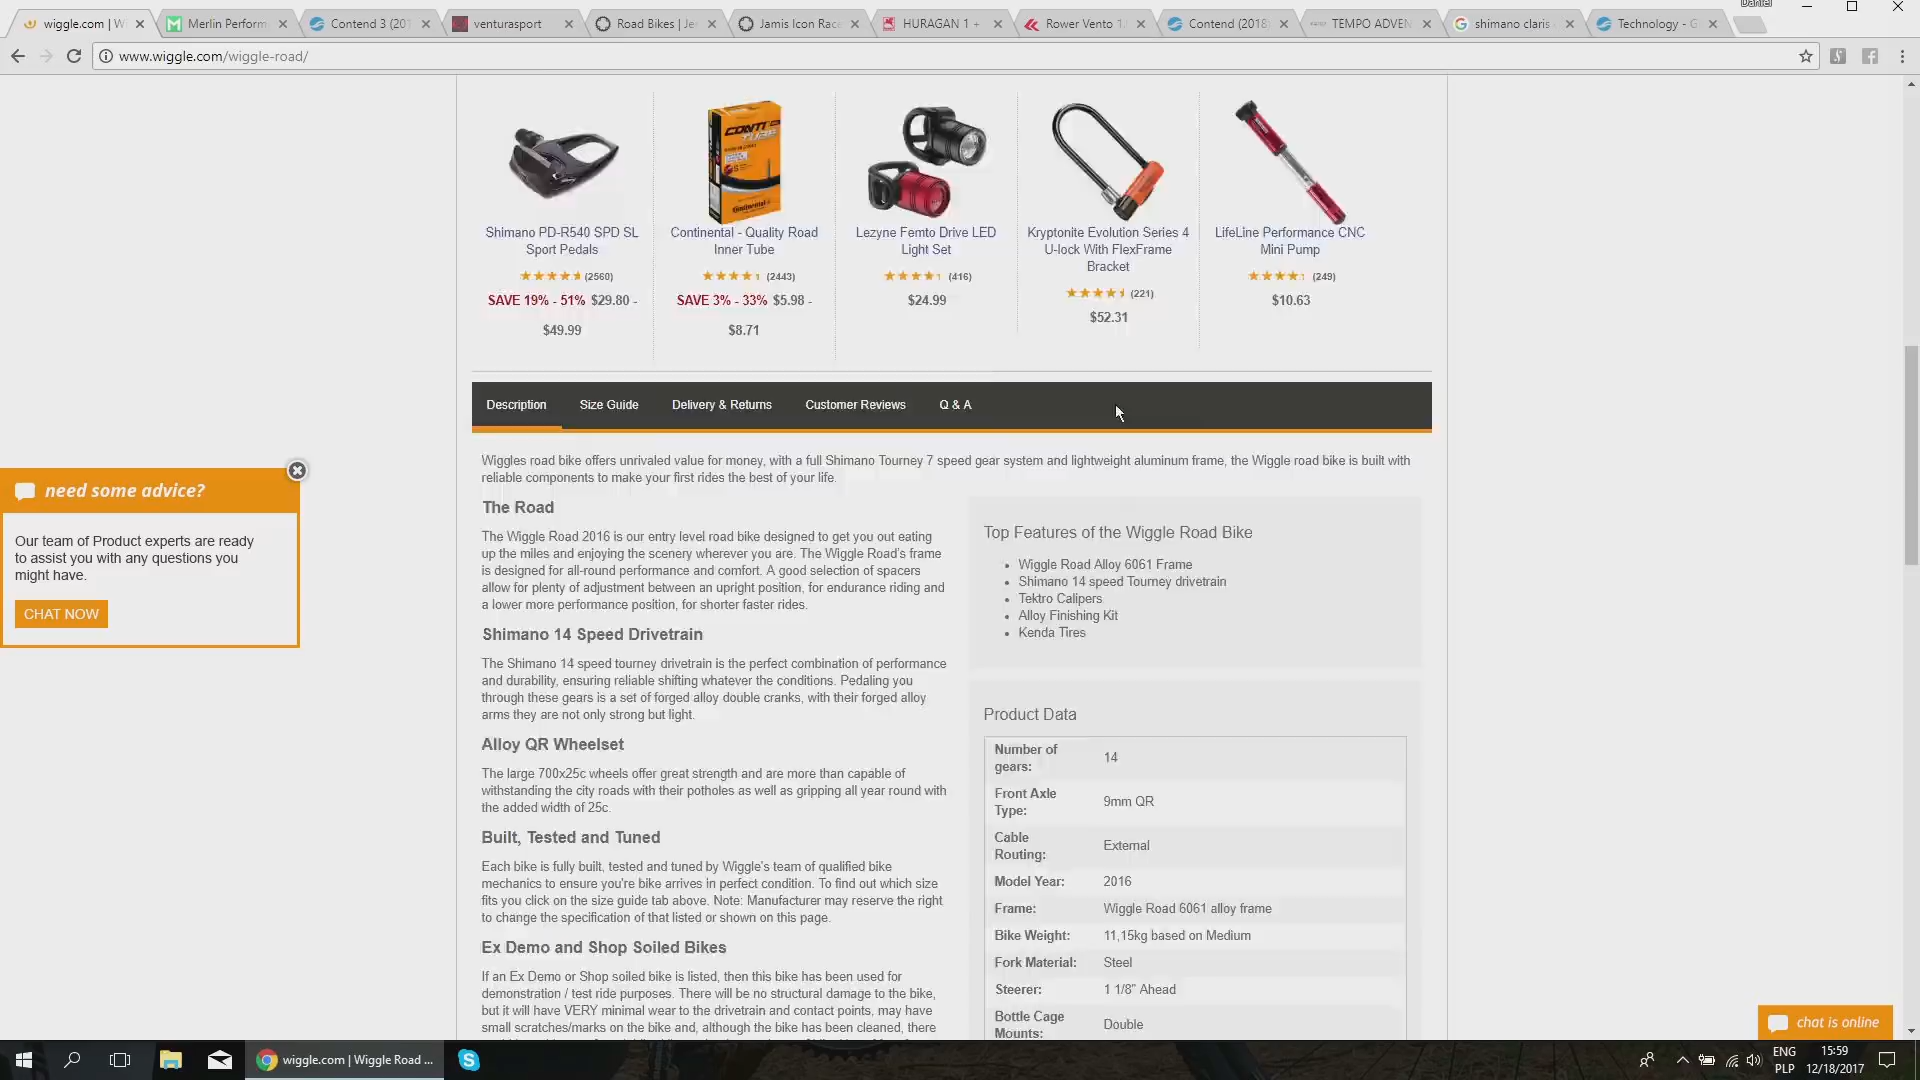 Daniel
wiggle.com | W
Merlin Perform
Contend 3 (201
venturasport
Road Bikes | Je
Jamis Icon Race
HURAGAN 1 +
Rower Vento 1.
Contend (2018
TEMPO ADVEN
shimano claris
Technology - G
www.wiggle.com/wiggle-road/
CONTI
TUBE
Continental
Shimano PD-R540 SPD SL
Sport Pedals
(2560)
SAVE 19% - 51% $29.80 -
$49.99
Continental - Quality Road
Inner Tube
(2443)
SAVE 3% - 33% $5.98 -
$8.71
Lezyne Femto Drive LED
Light Set
(416)
$24.99
Kryptonite Evolution Series 4
U-lock With FlexFrame
Bracket
(221)
$52.31
LifeLine Performance CNC
Mini Pump
(249)
$10.63
Description
Size Guide
Delivery & Returns
Customer Reviews
Q & A
Wiggles road bike offers unrivaled value for money, with a full Shimano Tourney 7 speed gear system and lightweight aluminum frame, the Wiggle road bike is built with
reliable components to make your first rides the best of your life.
The Road
The Wiggle Road 2016 is our entry level road bike designed to get you out eating
up the miles and enjoying the scenery wherever you are. The Wiggle Road's frame
is designed for all-round performance and comfort. A good selection of spacers
allow for plenty of adjustment between an upright position, for endurance riding and
a lower more performance position, for shorter faster rides.
Shimano 14 Speed Drivetrain
The Shimano 14 speed tourney drivetrain is the perfect combination of performance
and durability, ensuring reliable shifting whatever the conditions. Pedaling you
through these gears is a set of forged alloy double cranks, with their forged alloy
arms they are not only strong but light.
Alloy QR Wheelset
The large 700x25c wheels offer great strength and are more than capable of
withstanding the city roads with their potholes as well as gripping all year round with
the added width of 25c.
Built, Tested and Tuned
Each bike is fully built, tested and tuned by Wiggle's team of qualified bike
mechanics to ensure you're bike arrives in perfect condition. To find out which size
fits you click on the size guide tab above. Note: Manufacturer may reserve the right
to change the specification of that listed or shown on this page.
Ex Demo and Shop Soiled Bikes
If an Ex Demo or Shop soiled bike is listed, then this bike has been used for
demonstration / test ride purposes. There will be no structural damage to the bike,
but it will have VERY minimal wear to the drivetrain and contact points, may have
small scratches/marks on the bike and, although the bike has been cleaned, there
Top Features of the Wiggle Road Bike
• Wiggle Road Alloy 6061 Frame
• Shimano 14 speed Tourney drivetrain
• Tektro Calipers
• Alloy Finishing Kit
• Kenda Tires
Product Data
Number of
gears:
14
Front Axle
Type:
9mm QR
Cable
Routing:
External
Model Year: 2016
Frame: Wiggle Road 6061 alloy frame
Bike Weight: 11,15kg based on Medium
Fork Material: Steel
Steerer: 1 1/8" Ahead
Bottle Cage
Mounts:
Double
need some advice?
Our team of Product experts are ready
to assist you with any questions you
might have.
CHAT NOW
chat is online
wiggle.com | Wiggle Road ...
ENG
PLP
15:59
12/18/2017